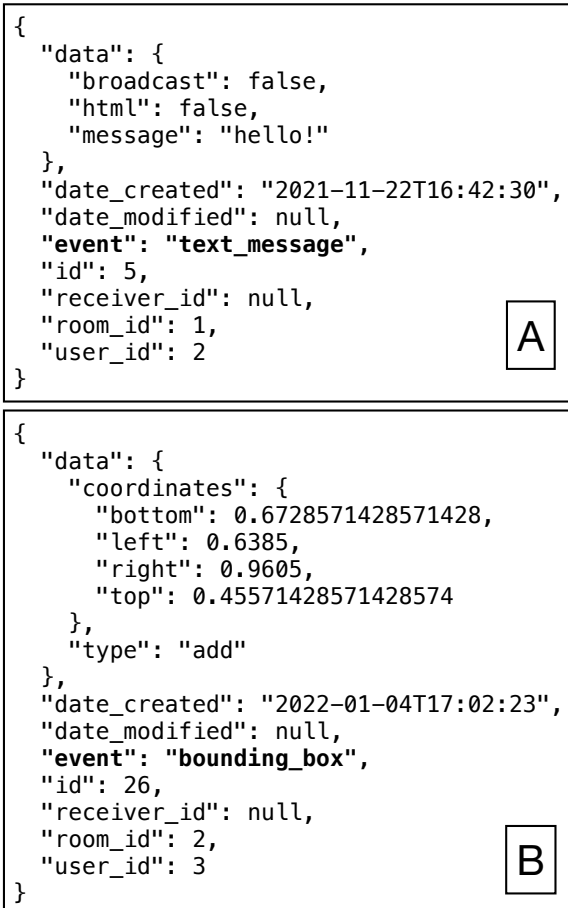 {
  "data": {
    "broadcast": false,
    "html": false,
    "message": "hello!"
  },
  "date_created": "2021-11-22T16:42:30",
  "date_modified": null,
  "event": "text_message",
  "id": 5,
  "receiver_id": null,
  "room_id": 1,
  "user_id": 2
}
A
{
  "data": {
    "coordinates": {
      "bottom": 0.6728571428571428,
      "left": 0.6385,
      "right": 0.9605,
      "top": 0.45571428571428574
    },
    "type": "add"
  },
  "date_created": "2022-01-04T17:02:23",
  "date_modified": null,
  "event": "bounding_box",
  "id": 26,
  "receiver_id": null,
  "room_id": 2,
  "user_id": 3
}
B